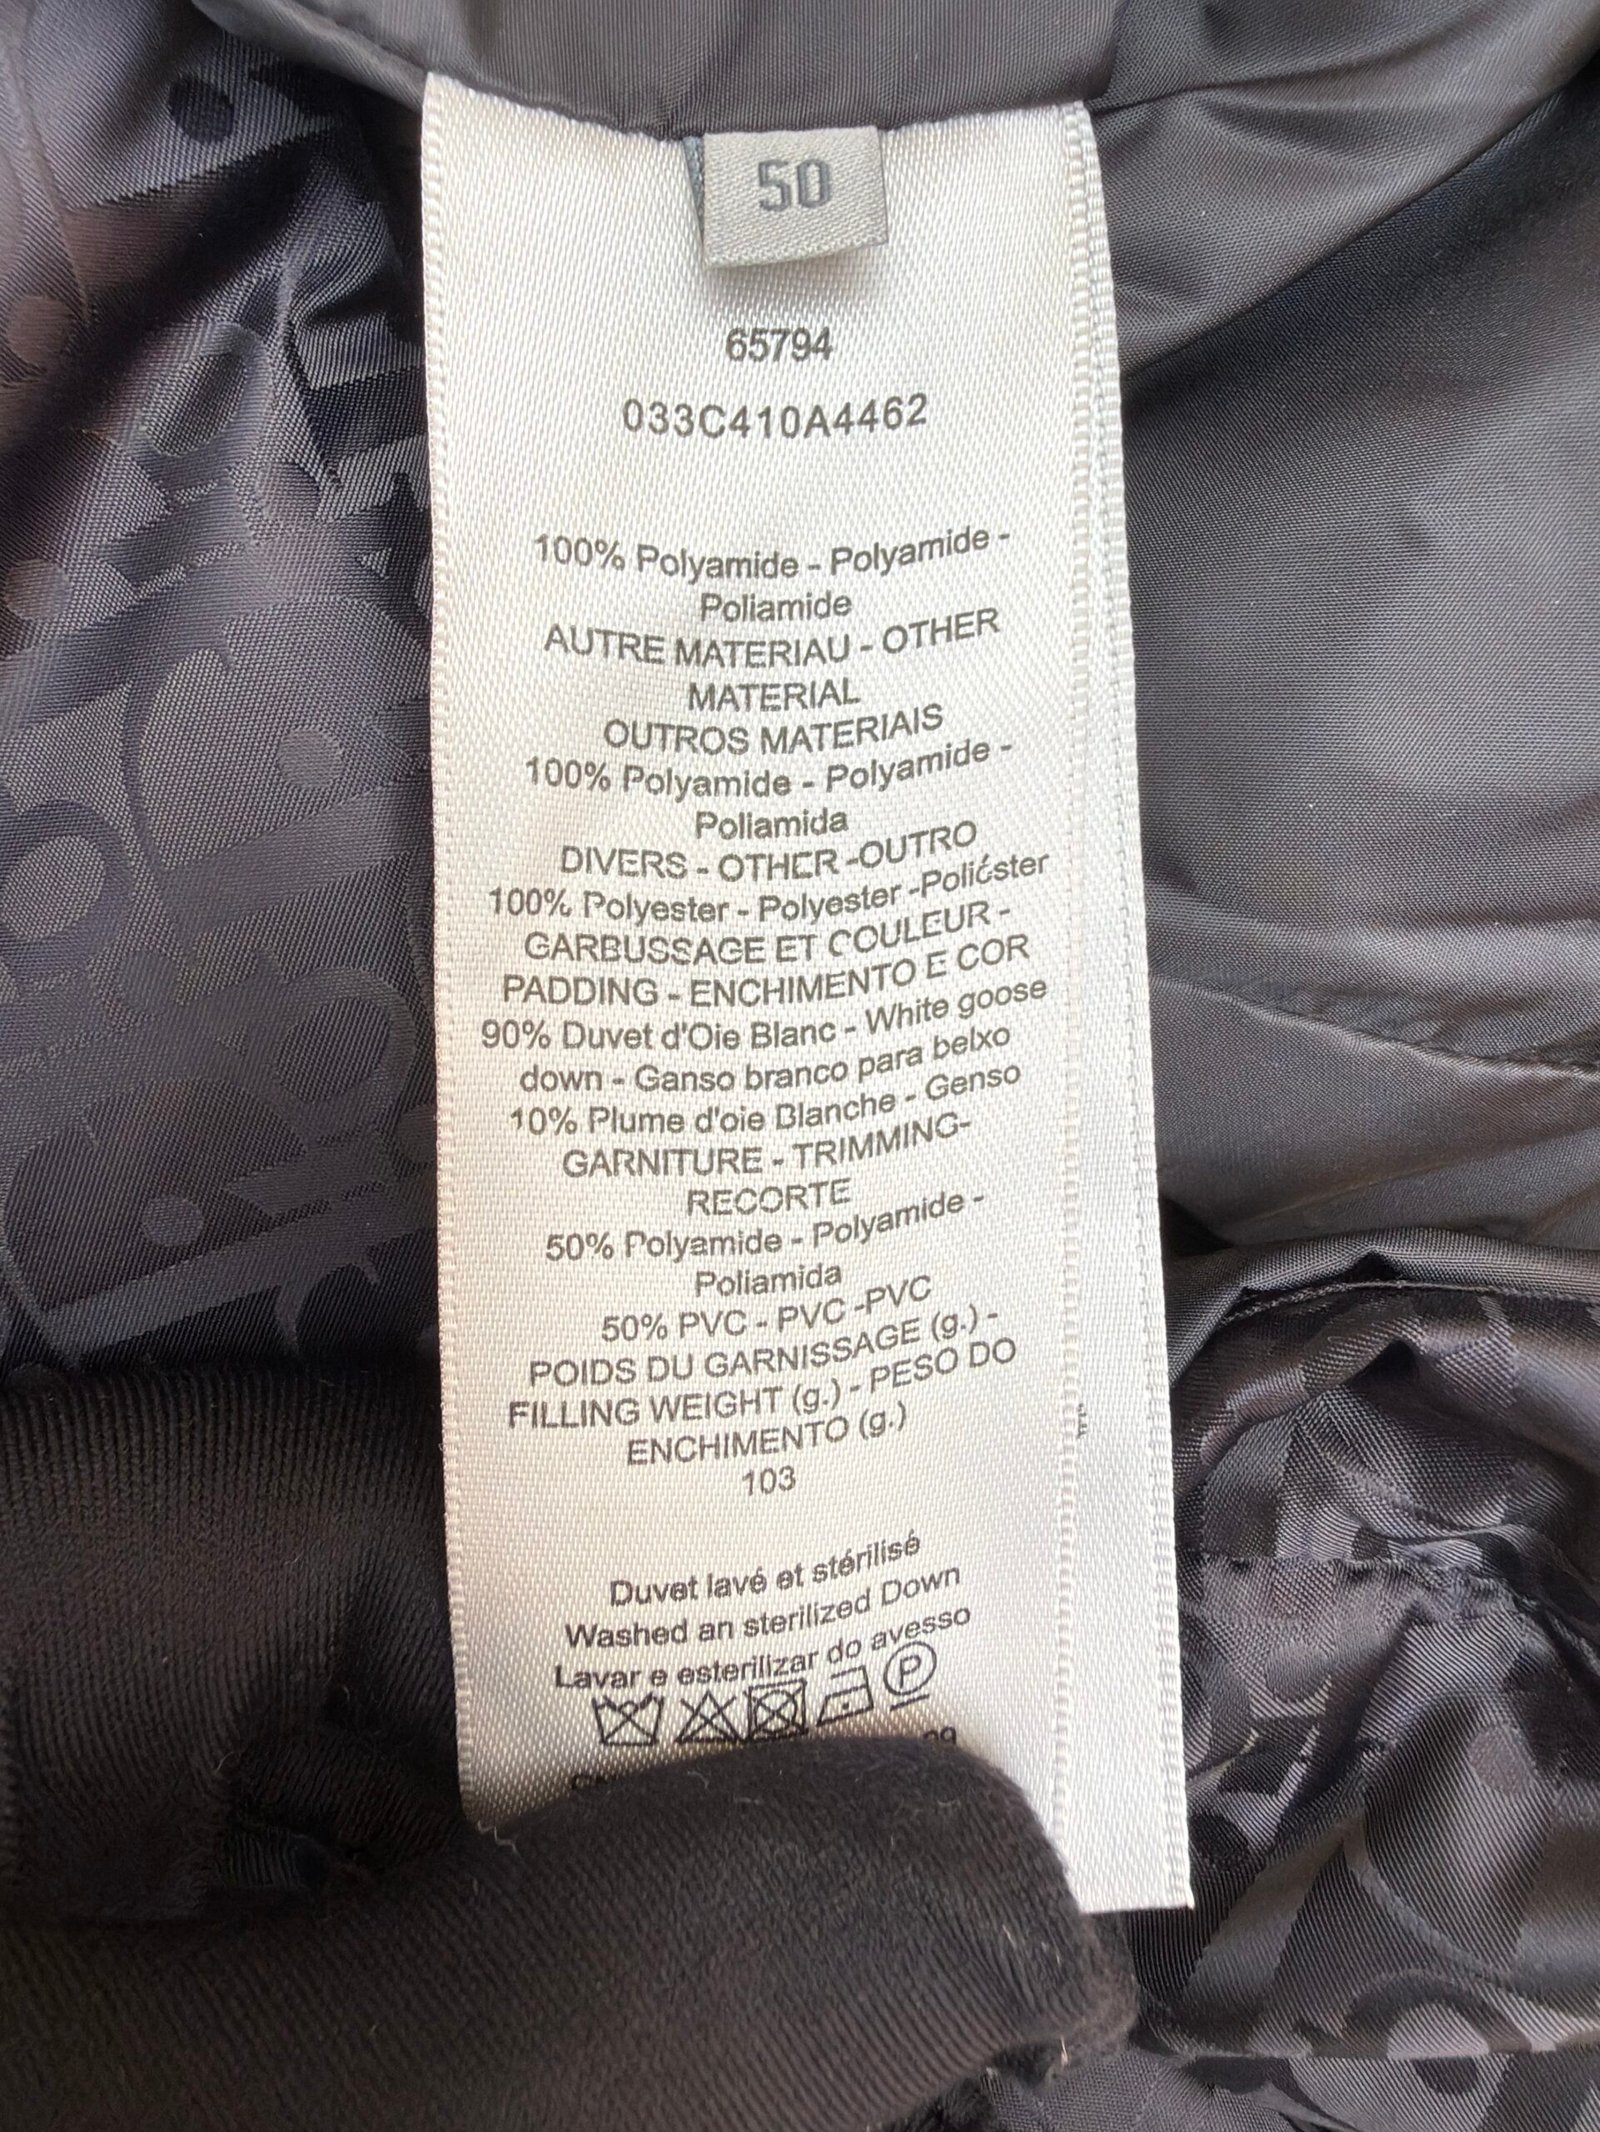 50
65794
033C410A4462
100% Polyamide - Polyamide -
Poliamide
AUTRE MATERIAU - OTHER
MATERIAL
OUTROS MATERIAIS
100% Polyamide - Polyamide -
Poliamida
DIVERS - OTHER -OUTRO
100% Polyester - Polyester -Poliéster
GARBUSSAGE ET COULEUR -
PADDING - ENCHIMENTO E COR
90% Duvet d'Oie Blanc - White goose
down - Ganso branco para belxo
10% Plume d'oie Blanche - Genso
GARNITURE - TRIMMING-
RECORTE
50% Polyamide - Polyamide -
Poliamida
50% PVC - PVC -PVC
POIDS DU GARNISSAGE (g.) -
FILLING WEIGHT (g.) - PESO DO
ENCHIMENTO (g.)
103
Duvet lavé et stérilisé
Washed an sterilized Down
Lavar e esterilizar do avesso
P